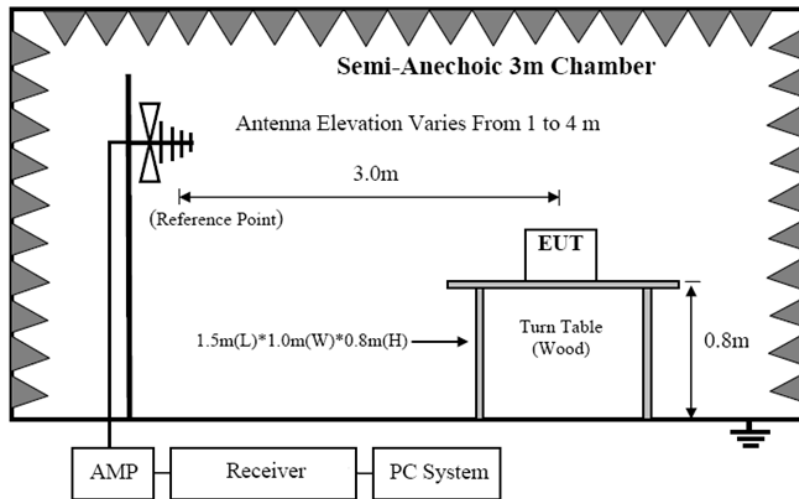 Semi-Anechoic 3m Chamber
Antenna Elevation Varies From 1 to 4 m
3.0m
(Reference Point)
EUT
1.5m(L)*1.0m(W)*0.8m(H)
Turn Table
(Wood)
0.8m
AMP
Receiver
PC System